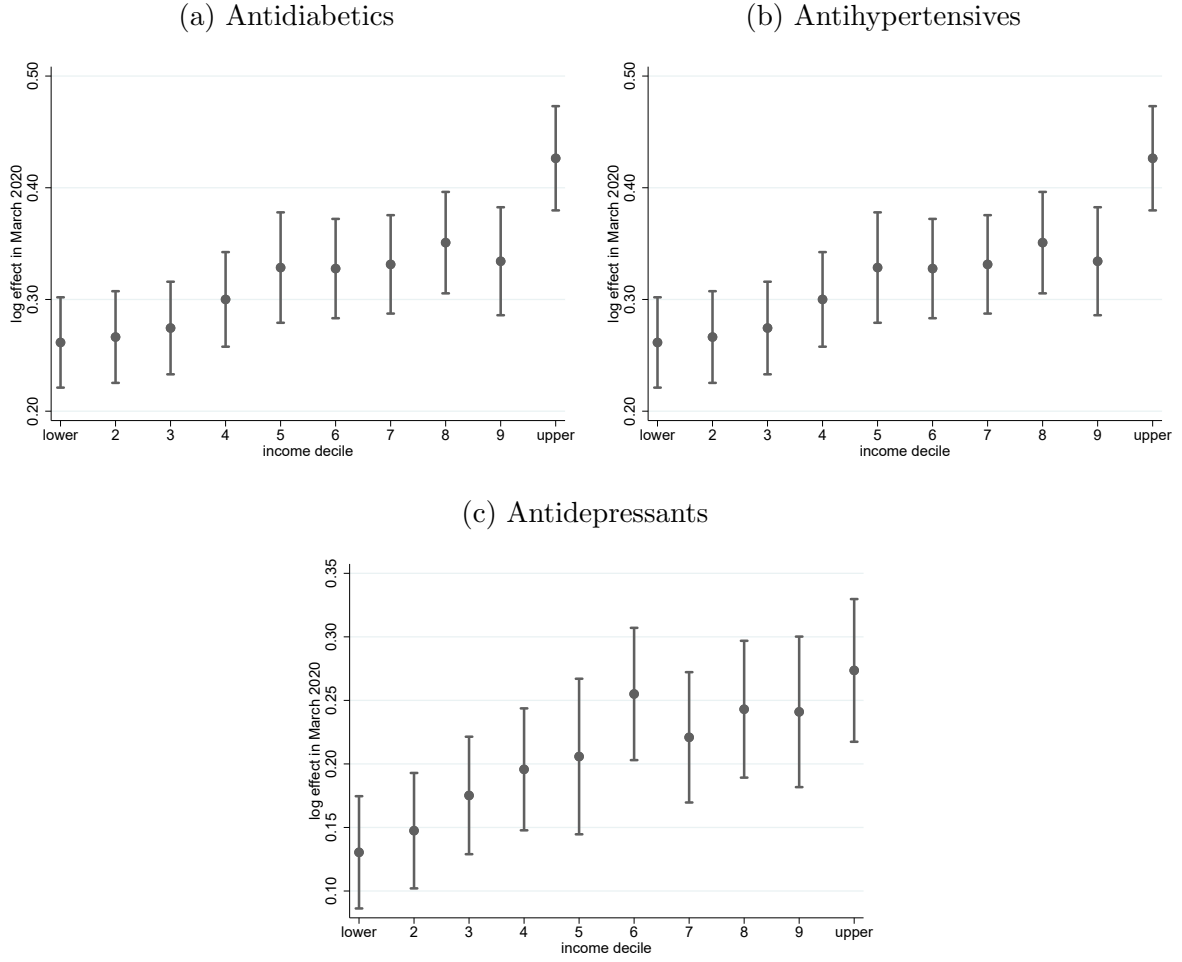 (a) Antidiabetics
log effect in March 2020
0.50
0.40
0.30
0.20
lower 2 3 4 5 6 7 8 9 upper
income decile
(b) Antihypertensives
log effect in March 2020
0.50
0.40
0.30
0.20
lower 2 3 4 5 6 7 8 9 upper
income decile
(c) Antidepressants
log effect in March 2020
0.35
0.30
0.25
0.20
0.15
0.10
lower 2 3 4 5 6 7 8 9 upper
income decile